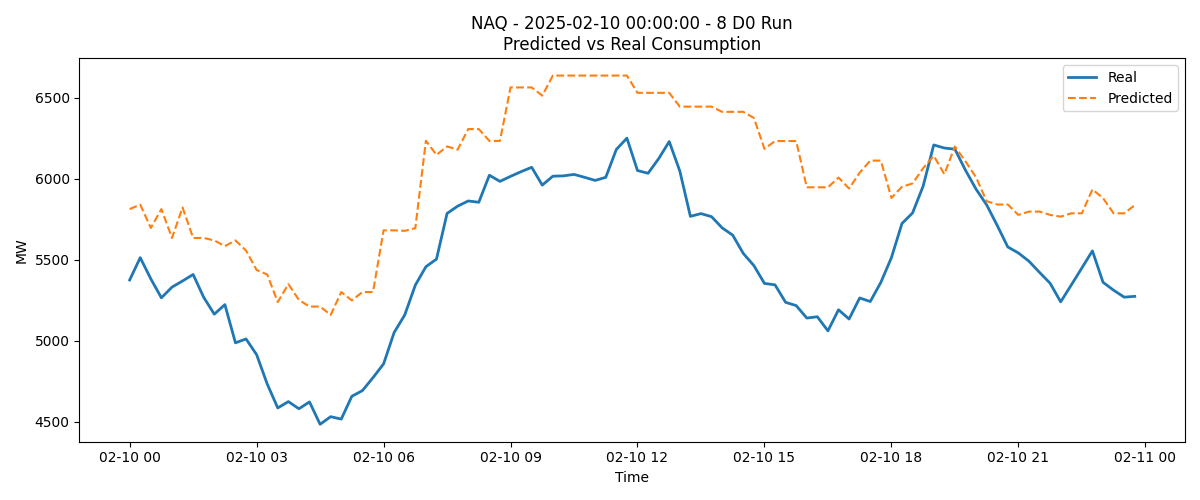 NAQ - 2025-02-10 00:00:00 - 8 D0 Run
Predicted vs Real Consumption
Real
Predicted
6500
6000
5500
5000
4500
MW
02-10 00
02-10 03
02-10 06
02-10 09
02-10 12
02-10 15
02-10 18
02-10 21
02-11 00
Time